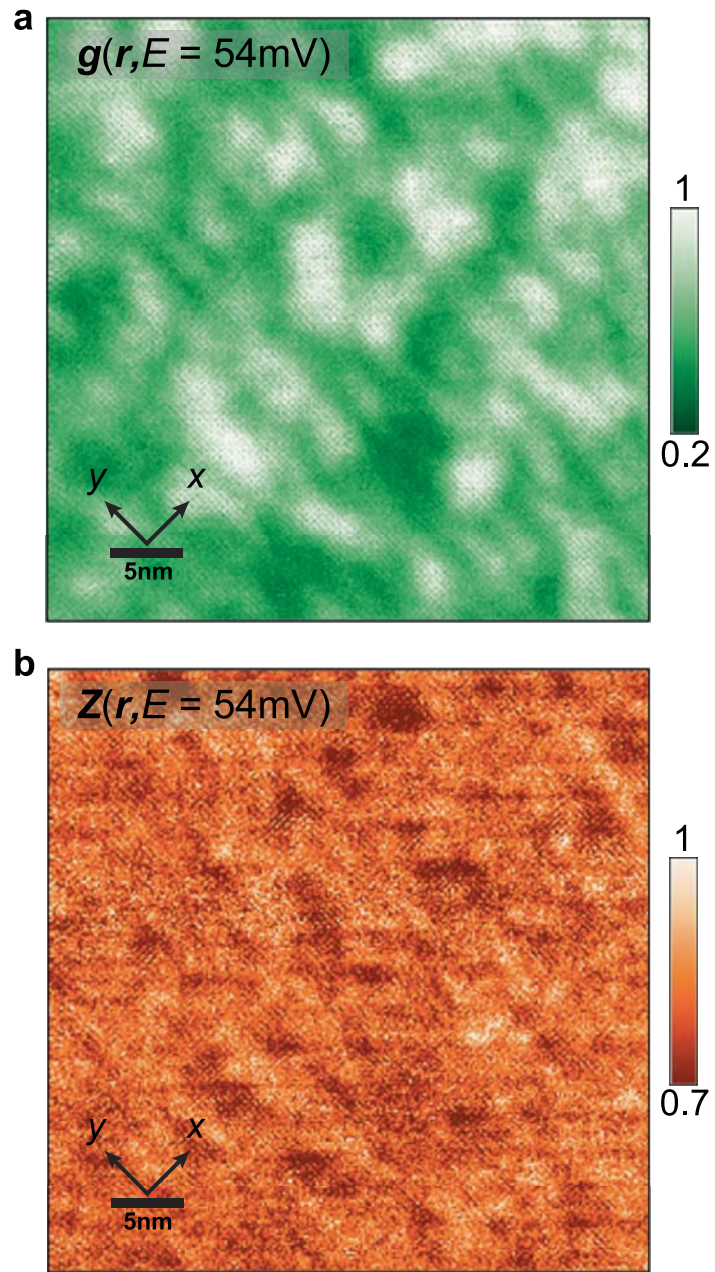 a
g(r,E = 54mV)
1
0.2
y x
5nm
b
Z(r,E = 54mV)
1
0.7
y x
5nm